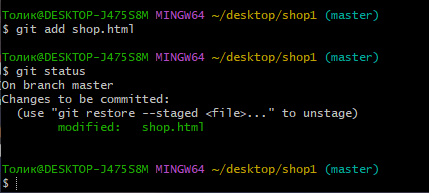 Толик@DESKTOP-J475S8M MINGW64 ~/desktop/shop1 (master)
$ git add shop.html
Толик@DESKTOP-J475S8M MINGW64 ~/desktop/shop1 (master)
$ git status
On branch master
Changes to be committed:
  (use "git restore --staged <file>..." to unstage)
        modified:   shop.html
Толик@DESKTOP-J475S8M MINGW64 ~/desktop/shop1 (master)
$